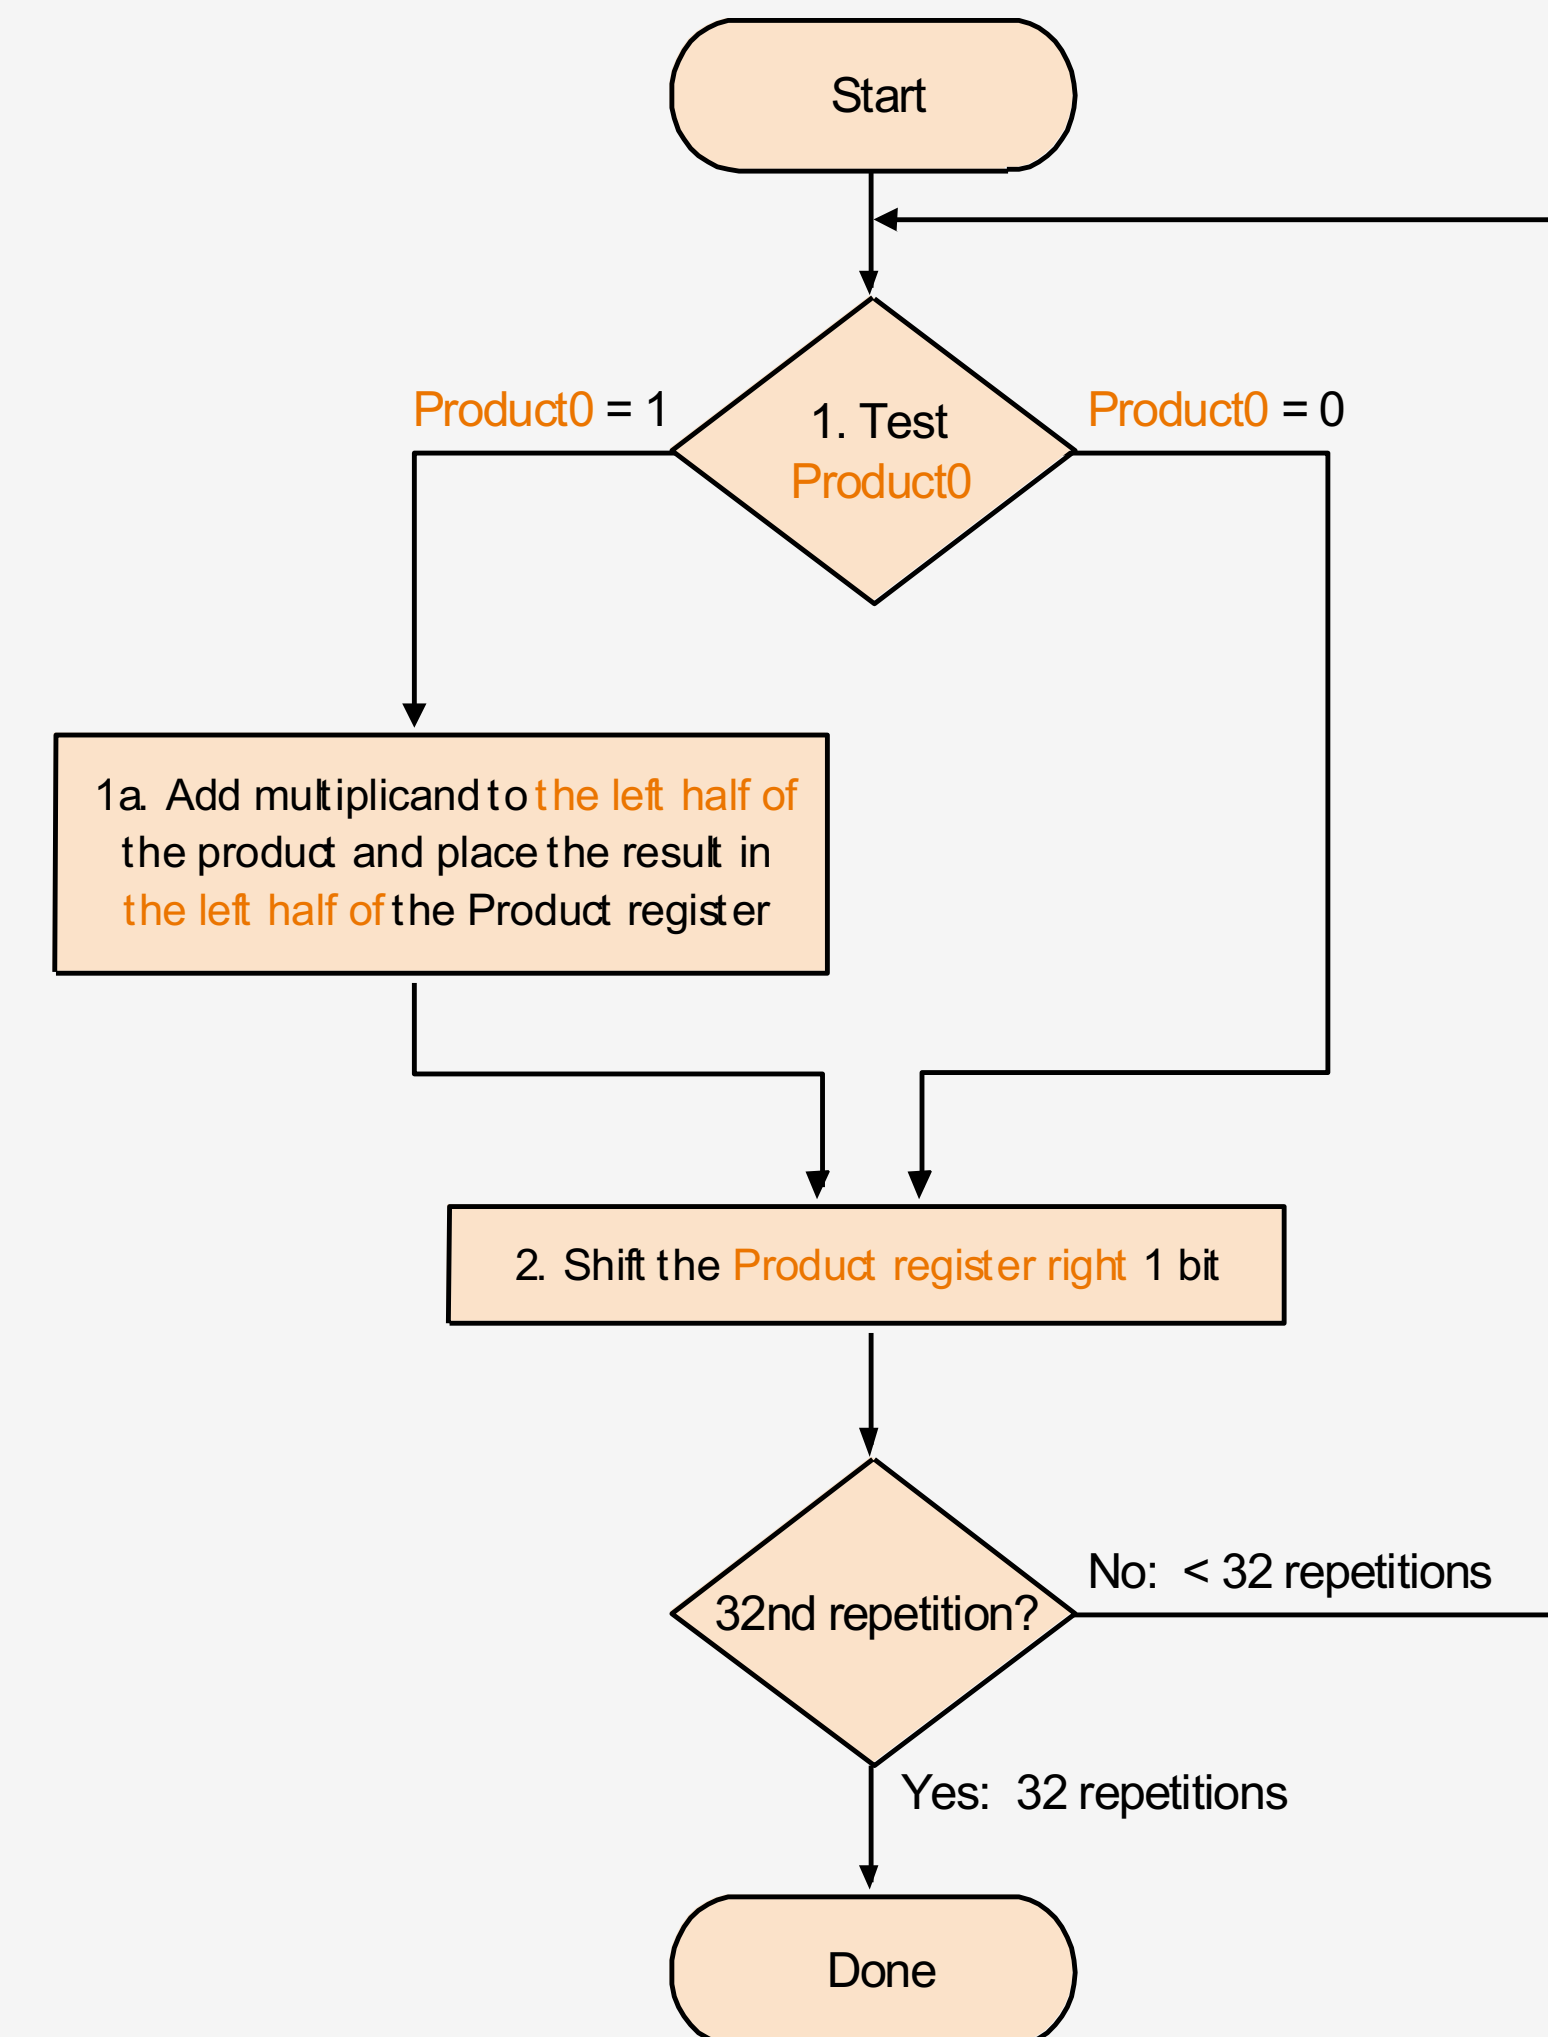 Start
Product0 = 1
Product0 = 0
1. Test
Product0
1a. Add multiplicand to the left half of
the product and place the result in
the left half of the Product register
2. Shift the Product register right 1 bit
No: < 32 repetitions
32nd repetition?
Yes: 32 repetitions
Done